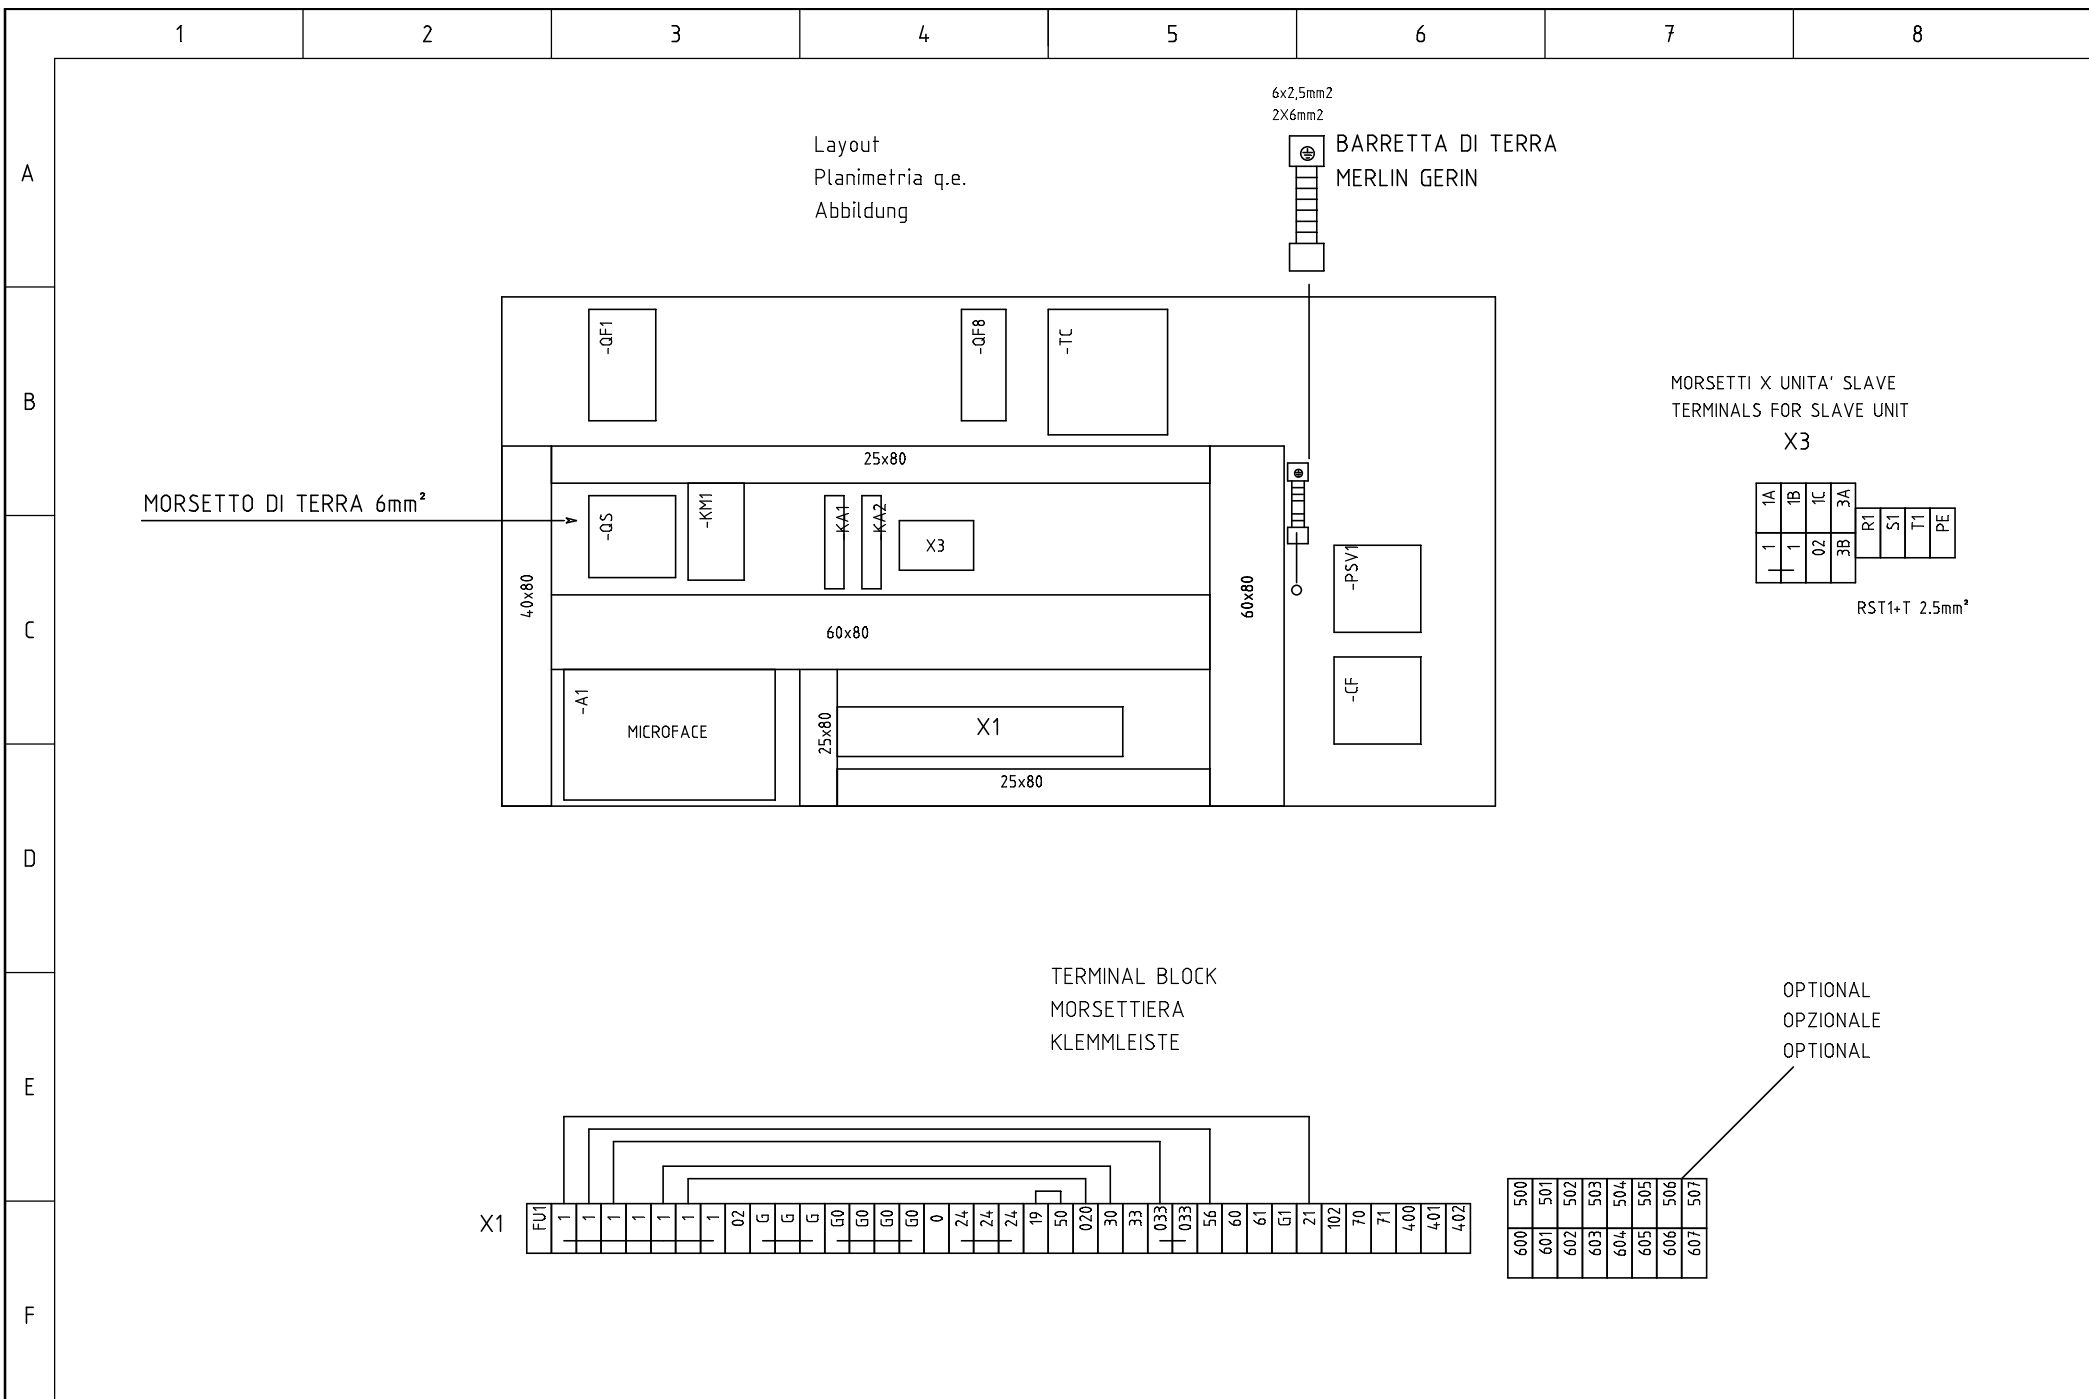 1 2 3 4 5 6 7 8
A
B
C
D
E
F
6x2,5mm2
2X6mm2
BARRETTA DI TERRA
MERLIN GERIN
Layout
Planimetria q.e.
Abbildung
-QF1
-QF8
-TC
25x80
MORSETTO DI TERRA 6mm²
-QS
-KM1
KA1
KA2
X3
40x80
60x80
60x80
-PSV1
-CF
-A1
MICROFACE
25x80
X1
25x80
MORSETTI X UNITA' SLAVE
TERMINALS FOR SLAVE UNIT
X3
1A 1B 1C 3A
1 1 02 3B
R1 S1 T1 PE
RST1+T 2.5mm²
TERMINAL BLOCK
MORSETTIERA
KLEMMLEISTE
OPTIONAL
OPZIONALE
OPTIONAL
X1
FU1 1 1 1 1 1 1 1 02 G G G G0 G0 G0 G0 0 24 24 24 19 50 020 30 33 033 033 56 60 61 G1 21 102 70 71 400 401 402
500 501 502 503 504 505 506 507
600 601 602 603 604 605 606 607